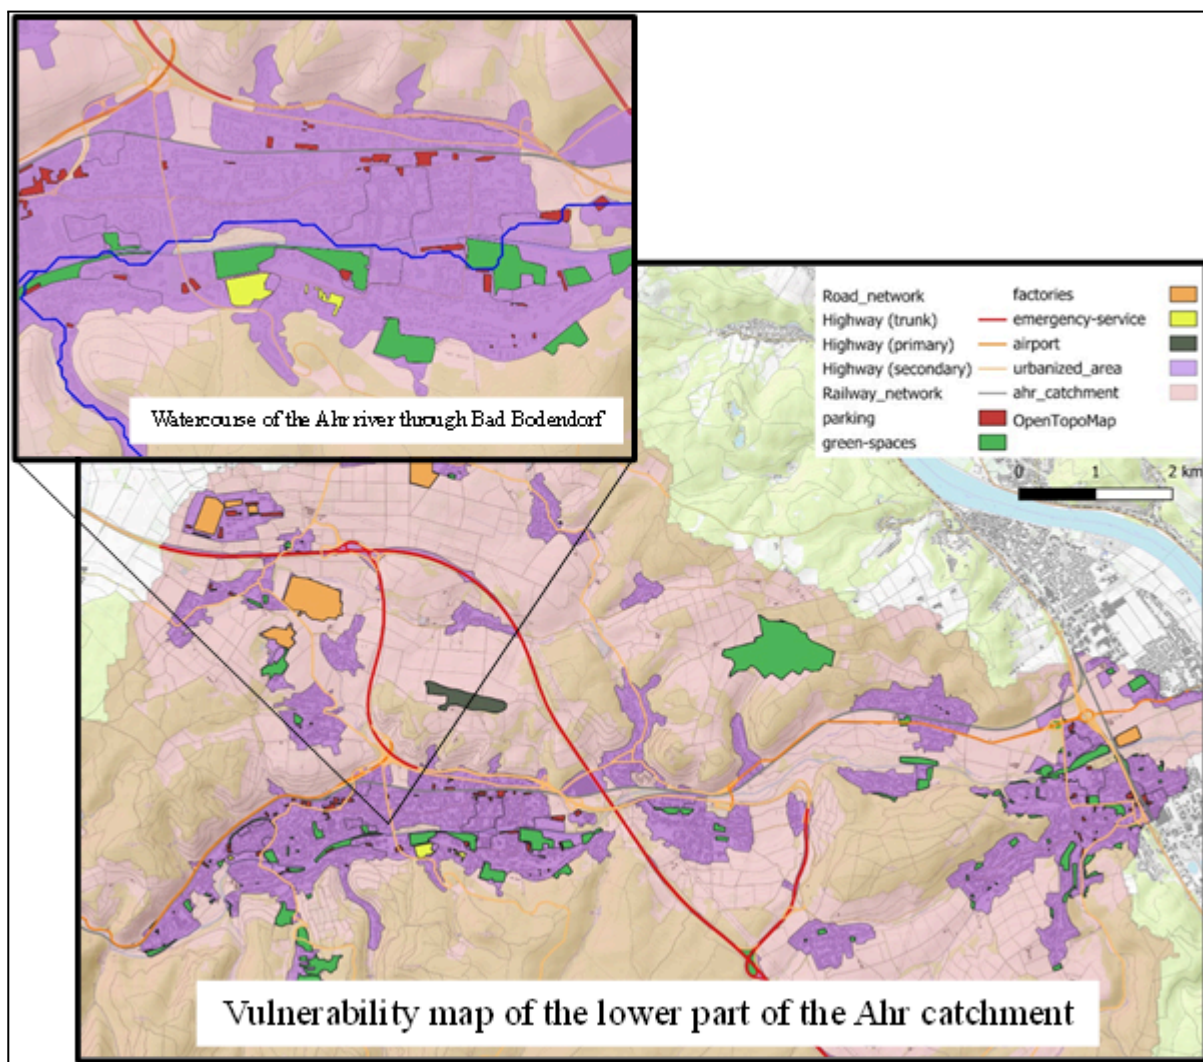 Watercourse of the Ahr river through Bad Bodendorf
Road_network
Highway (trunk)
Highway (primary)
Highway (secondary)
Railway_network
parking
green-spaces
factories
emergency-service
airport
urbanized_area
ahr_catchment
OpenTopoMap
0 1 2 km
Vulnerability map of the lower part of the Ahr catchment